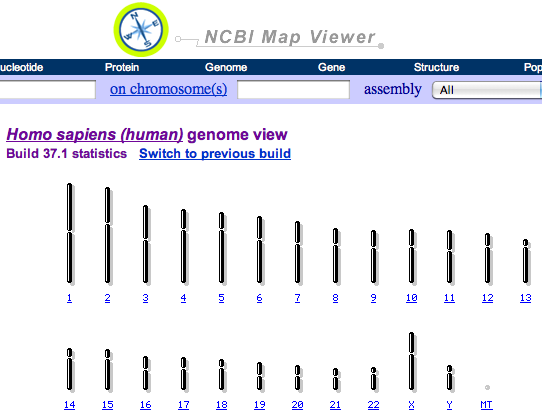 N E S W
NCBI Map Viewer
ucleotide Protein Genome Gene Structure Pop
on chromosome(s) assembly All
Homo sapiens (human) genome view
Build 37.1 statistics Switch to previous build
1 2 3 4 5 6 7 8 9 10 11 12 13
14 15 16 17 18 19 20 21 22 X Y MT